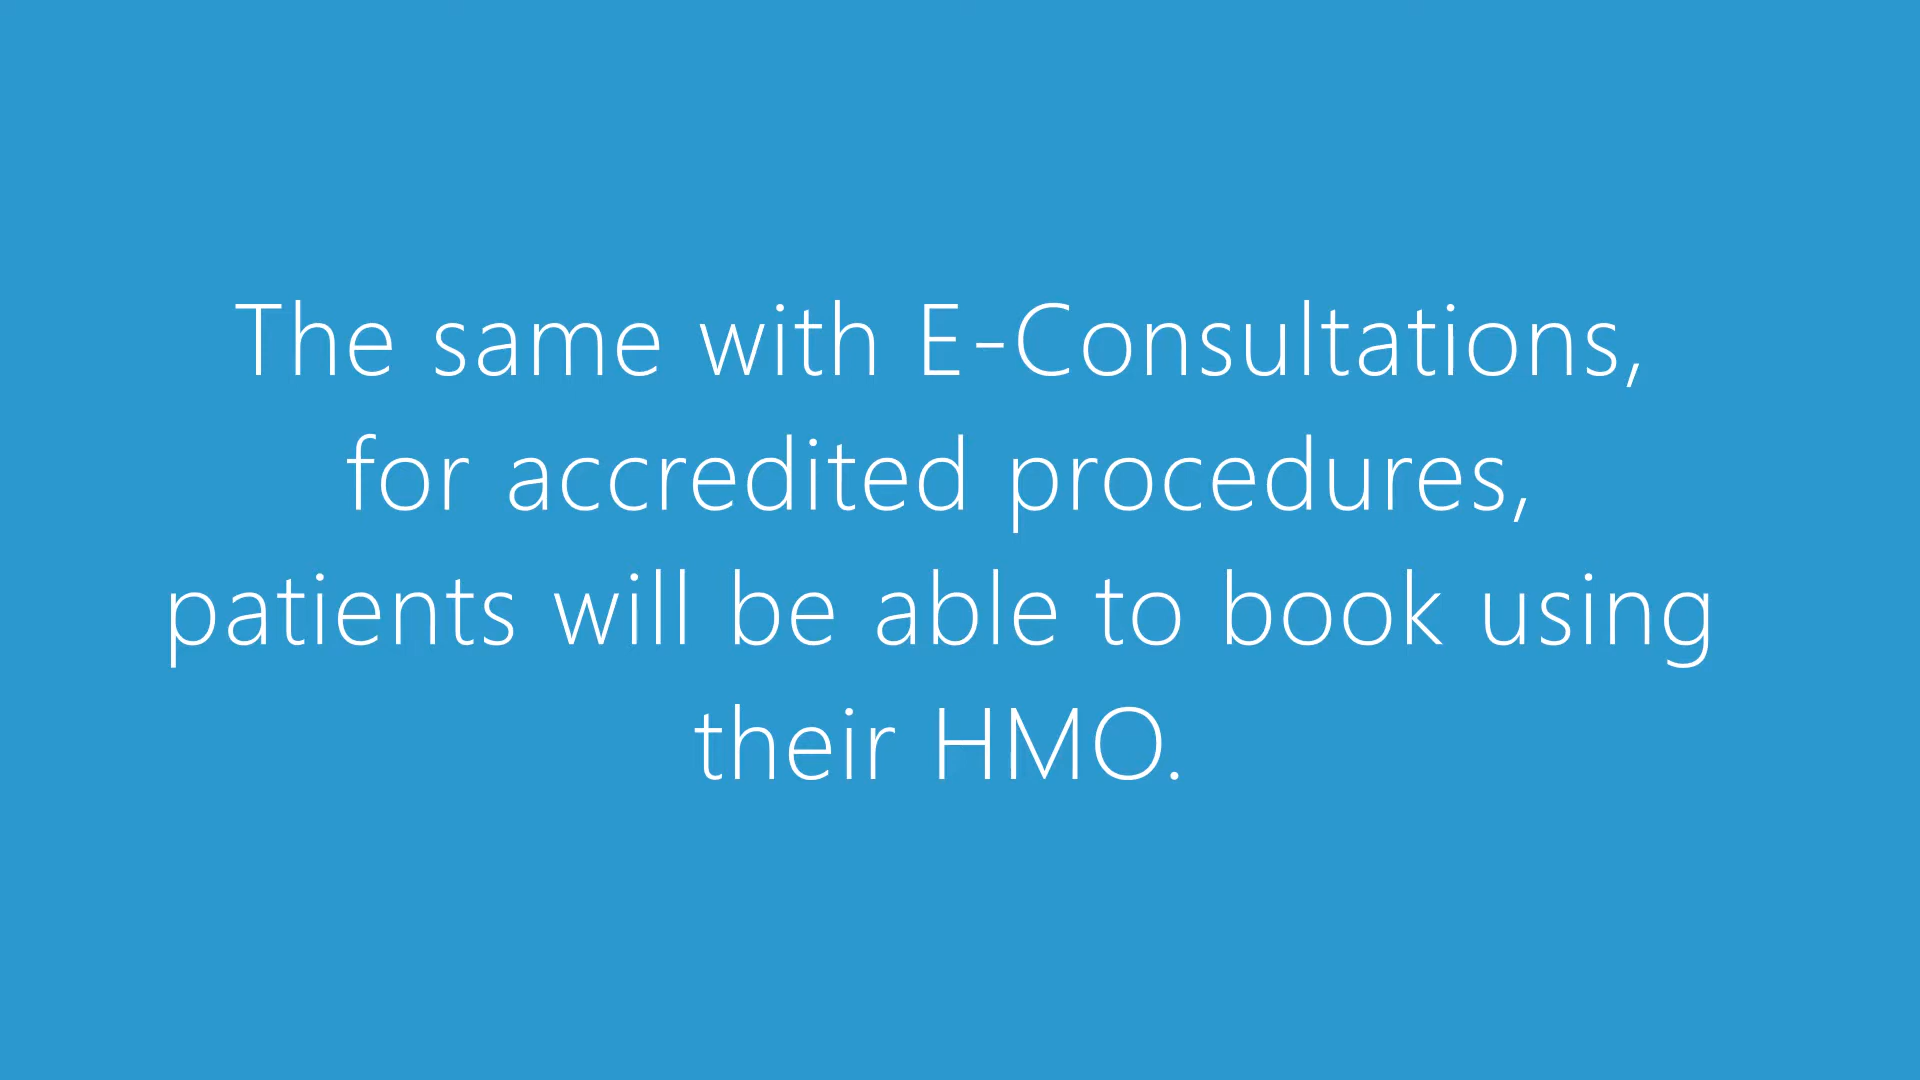 The same with E-Consultations,
for accredited procedures,
patients will be able to book using
their HMO.